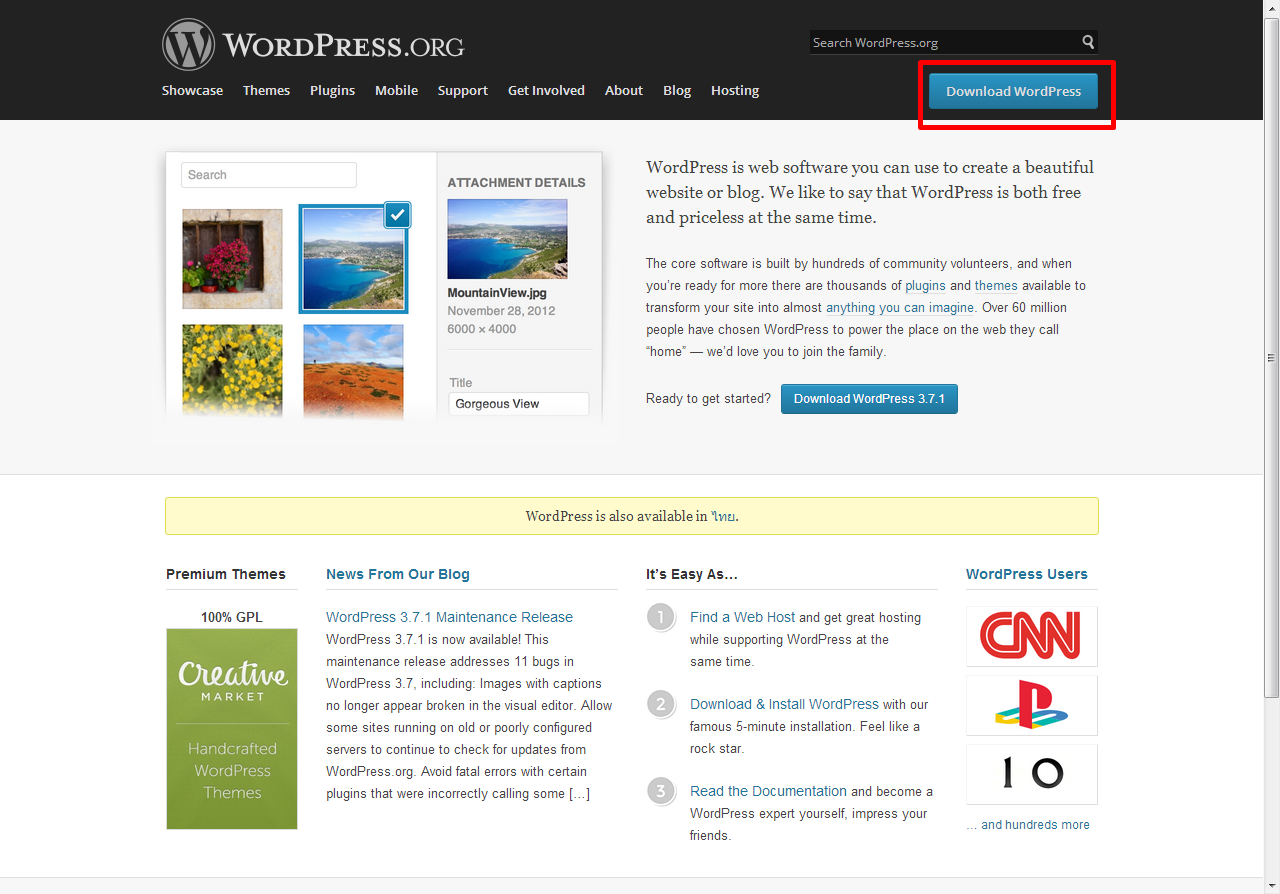 WORDPRESS.ORG
Search WordPress.org
Showcase Themes Plugins Mobile Support Get Involved About Blog Hosting
Download WordPress
Search
ATTACHMENT DETAILS
MountainView.jpg
November 28, 2012
6000 × 4000
Title
Gorgeous View
WordPress is web software you can use to create a beautiful
website or blog. We like to say that WordPress is both free
and priceless at the same time.
The core software is built by hundreds of community volunteers, and when
you’re ready for more there are thousands of plugins and themes available to
transform your site into almost anything you can imagine. Over 60 million
people have chosen WordPress to power the place on the web they call
“home” — we’d love you to join the family.
Ready to get started? Download WordPress 3.7.1
WordPress is also available in ไทย.
Premium Themes
100% GPL
Creative
MARKET
Handcrafted
WordPress
Themes
News From Our Blog
WordPress 3.7.1 Maintenance Release
WordPress 3.7.1 is now available! This
maintenance release addresses 11 bugs in
WordPress 3.7, including: Images with captions
no longer appear broken in the visual editor. Allow
some sites running on old or poorly configured
servers to continue to check for updates from
WordPress.org. Avoid fatal errors with certain
plugins that were incorrectly calling some […]
It’s Easy As…
1 Find a Web Host and get great hosting
while supporting WordPress at the
same time.
2 Download & Install WordPress with our
famous 5-minute installation. Feel like a
rock star.
3 Read the Documentation and become a
WordPress expert yourself, impress your
friends.
WordPress Users
CNN
10
… and hundreds more